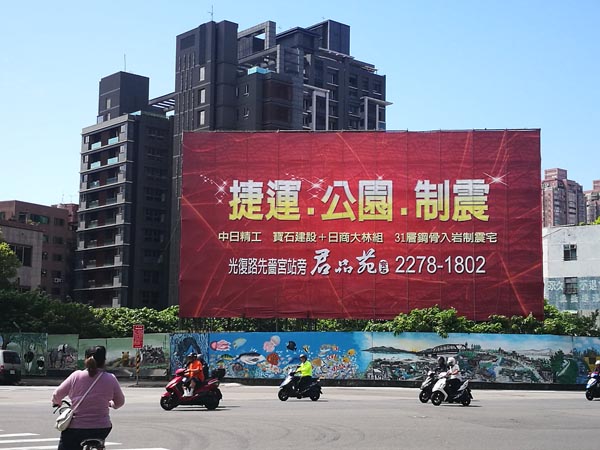 捷運.公園.制震
中日精工 寶石建設+日商大林組 31層鋼骨入岩制震宅
光復路先嗇宮站旁 君品苑 2278-1802